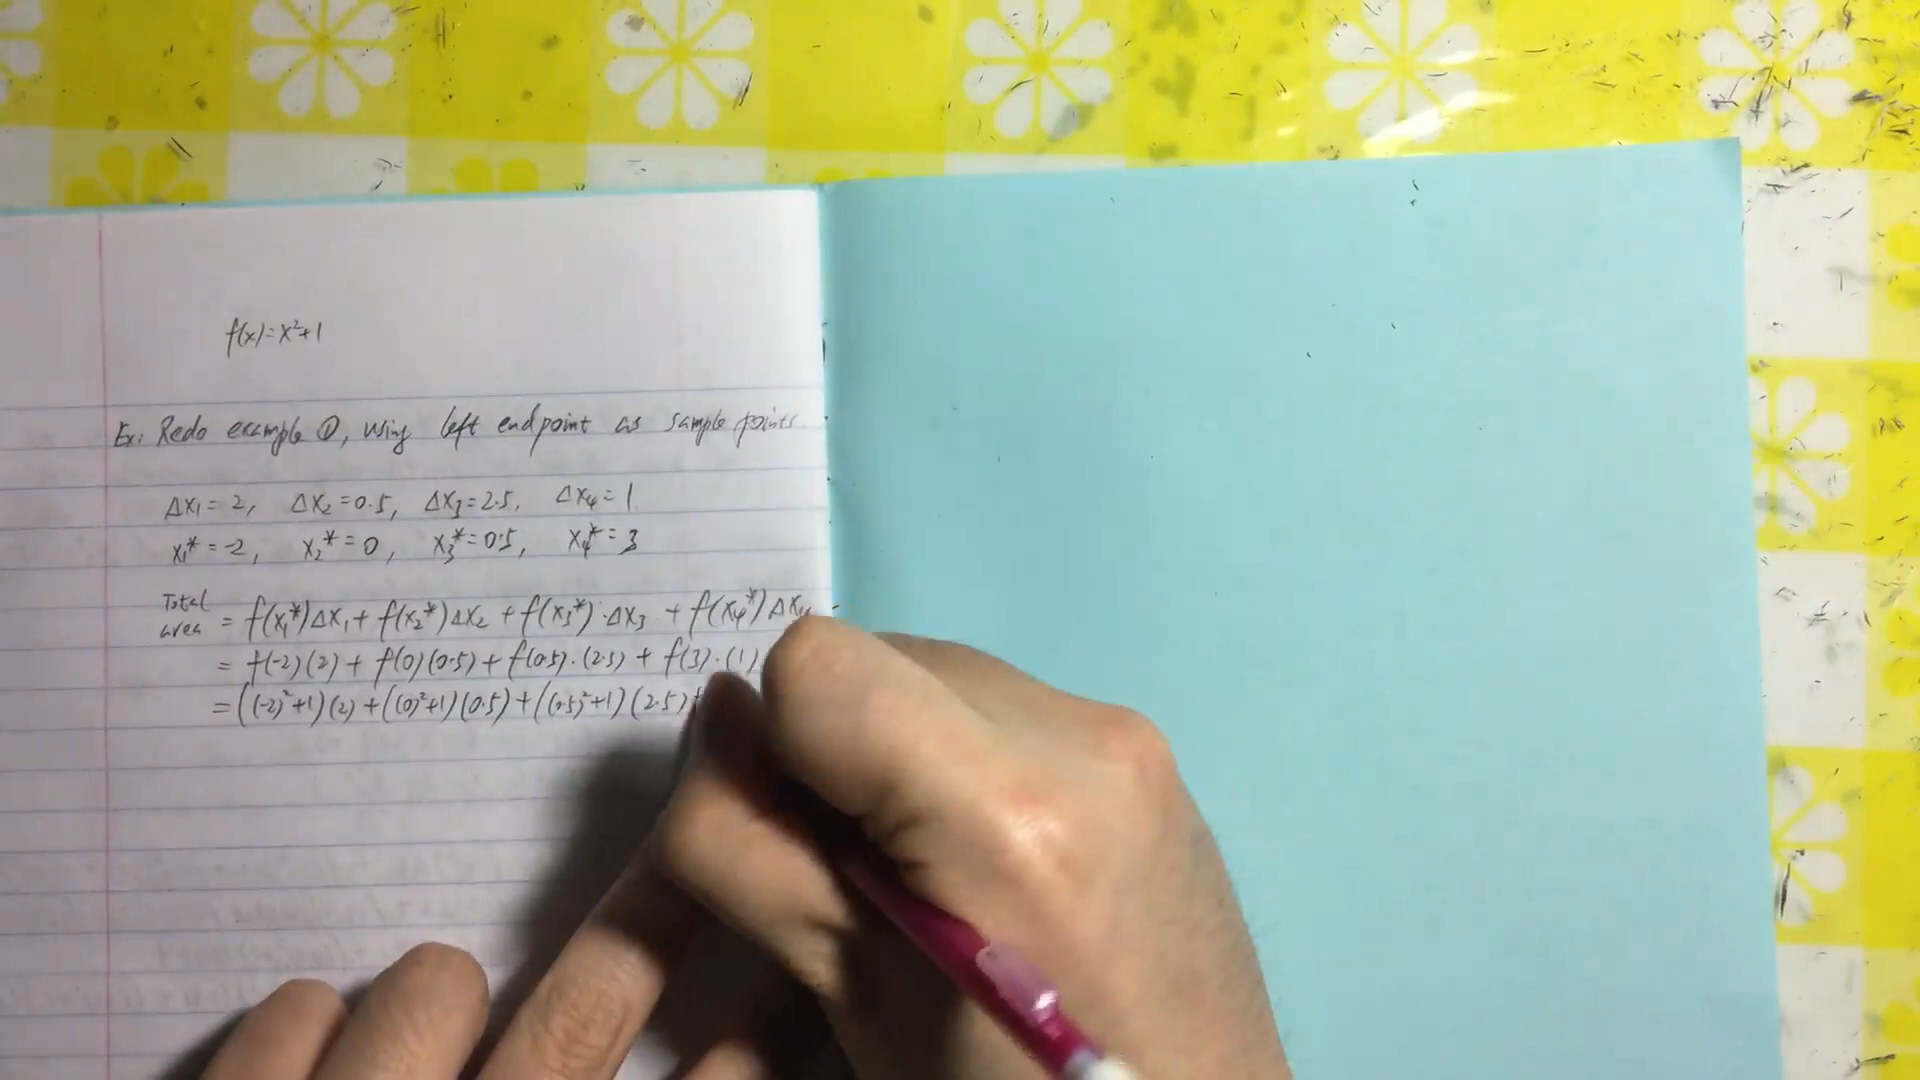 f(x)=x²+1
Ex: Redo example ①, using left endpoint as sample points.
Δx₁=2, Δx₂=0.5, Δx₃=2.5, Δx₄=1
x₁*=-2, x₂*=0, x₃*=0.5, x₄*=3
Total area = f(x₁*)Δx₁+f(x₂*)Δx₂+f(x₃*)·Δx₃+f(x₄*)Δx₄
= f(-2)(2)+f(0)(0.5)+f(0.5)·(2.5)+f(3)·(1)
=((-2)²+1)(2)+((0)²+1)(0.5)+((0.5)²+1)(2.5)+